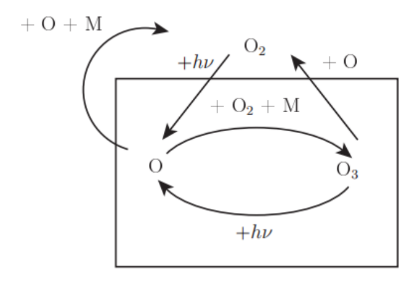 + O + M
O₂
+hν
+ O
+ O₂ + M
O
O₃
+hν